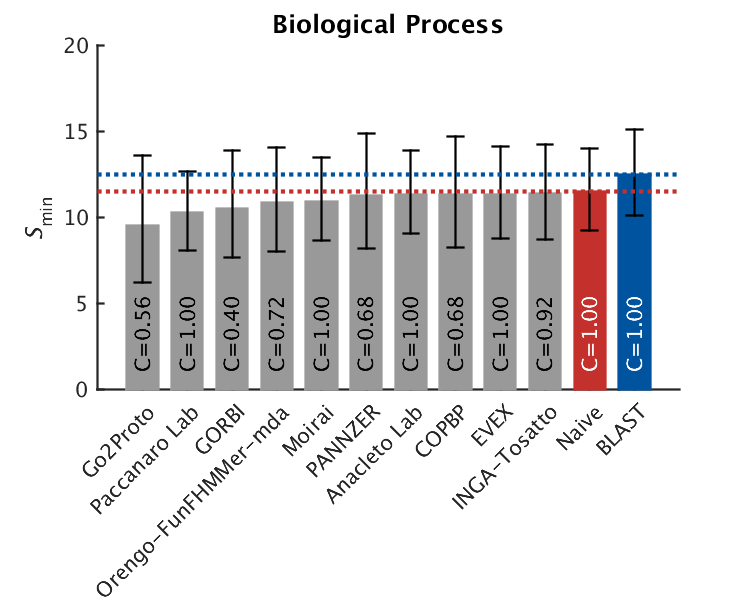 Biological Process
20
15
10
5
0
Smin
C=0.56
C=1.00
C=0.40
C=0.72
C=1.00
C=0.68
C=1.00
C=0.68
C=1.00
C=0.92
C=1.00
C=1.00
Go2Proto
Paccanaro Lab
GORBI
Orengo-FunFHMMer-mda
Moirai
PANNZER
Anacleto Lab
COPBP
EVEX
INGA-Tosatto
Naive
BLAST